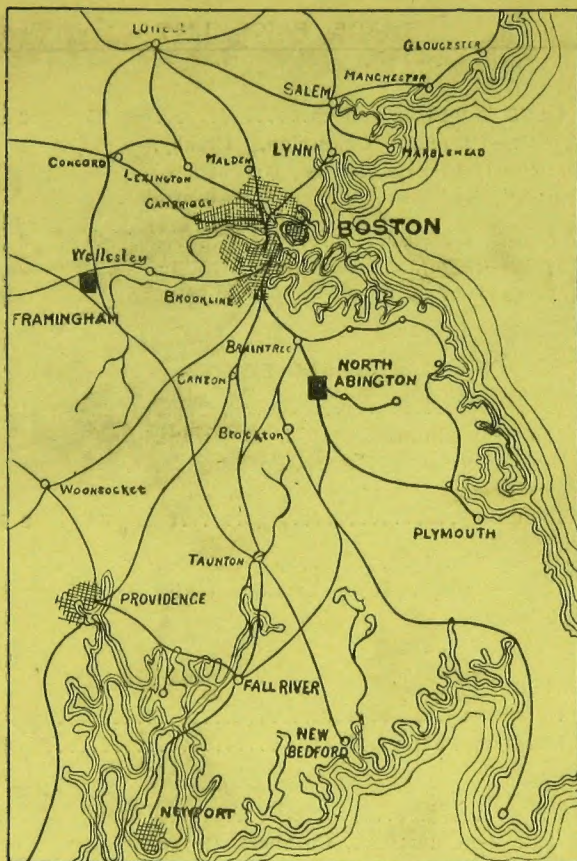 LOWELL
GLOUCESTER
MANCHESTER
SALEM
LYNN
MARBLEHEAD
CONCORD
LEXINGTON
MALDEN
CAMBRIDGE
BOSTON
Wellesley
BROOKLINE
FRAMINGHAM
BRAINTREE
NORTH
ABINGTON
CANTON
BROCKTON
WOONSOCKET
PLYMOUTH
TAUNTON
PROVIDENCE
FALL RIVER
NEW
BEDFORD
NEWPORT